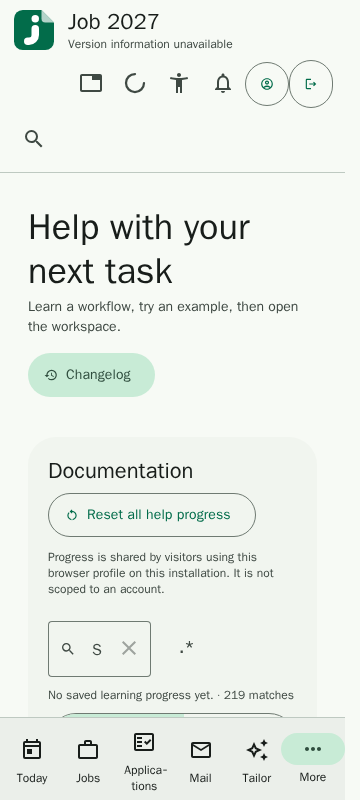 Job 2027
Version information unavailable
Help with your
next task
Learn a workflow, try an example, then open
the workspace.
Changelog
Documentation
Reset all help progress
Progress is shared by visitors using this
browser profile on this installation. It is not
scoped to an account.
S
.*
No saved learning progress yet. · 219 matches
Today
Jobs
Applica-
tions
Mail
Tailor
More